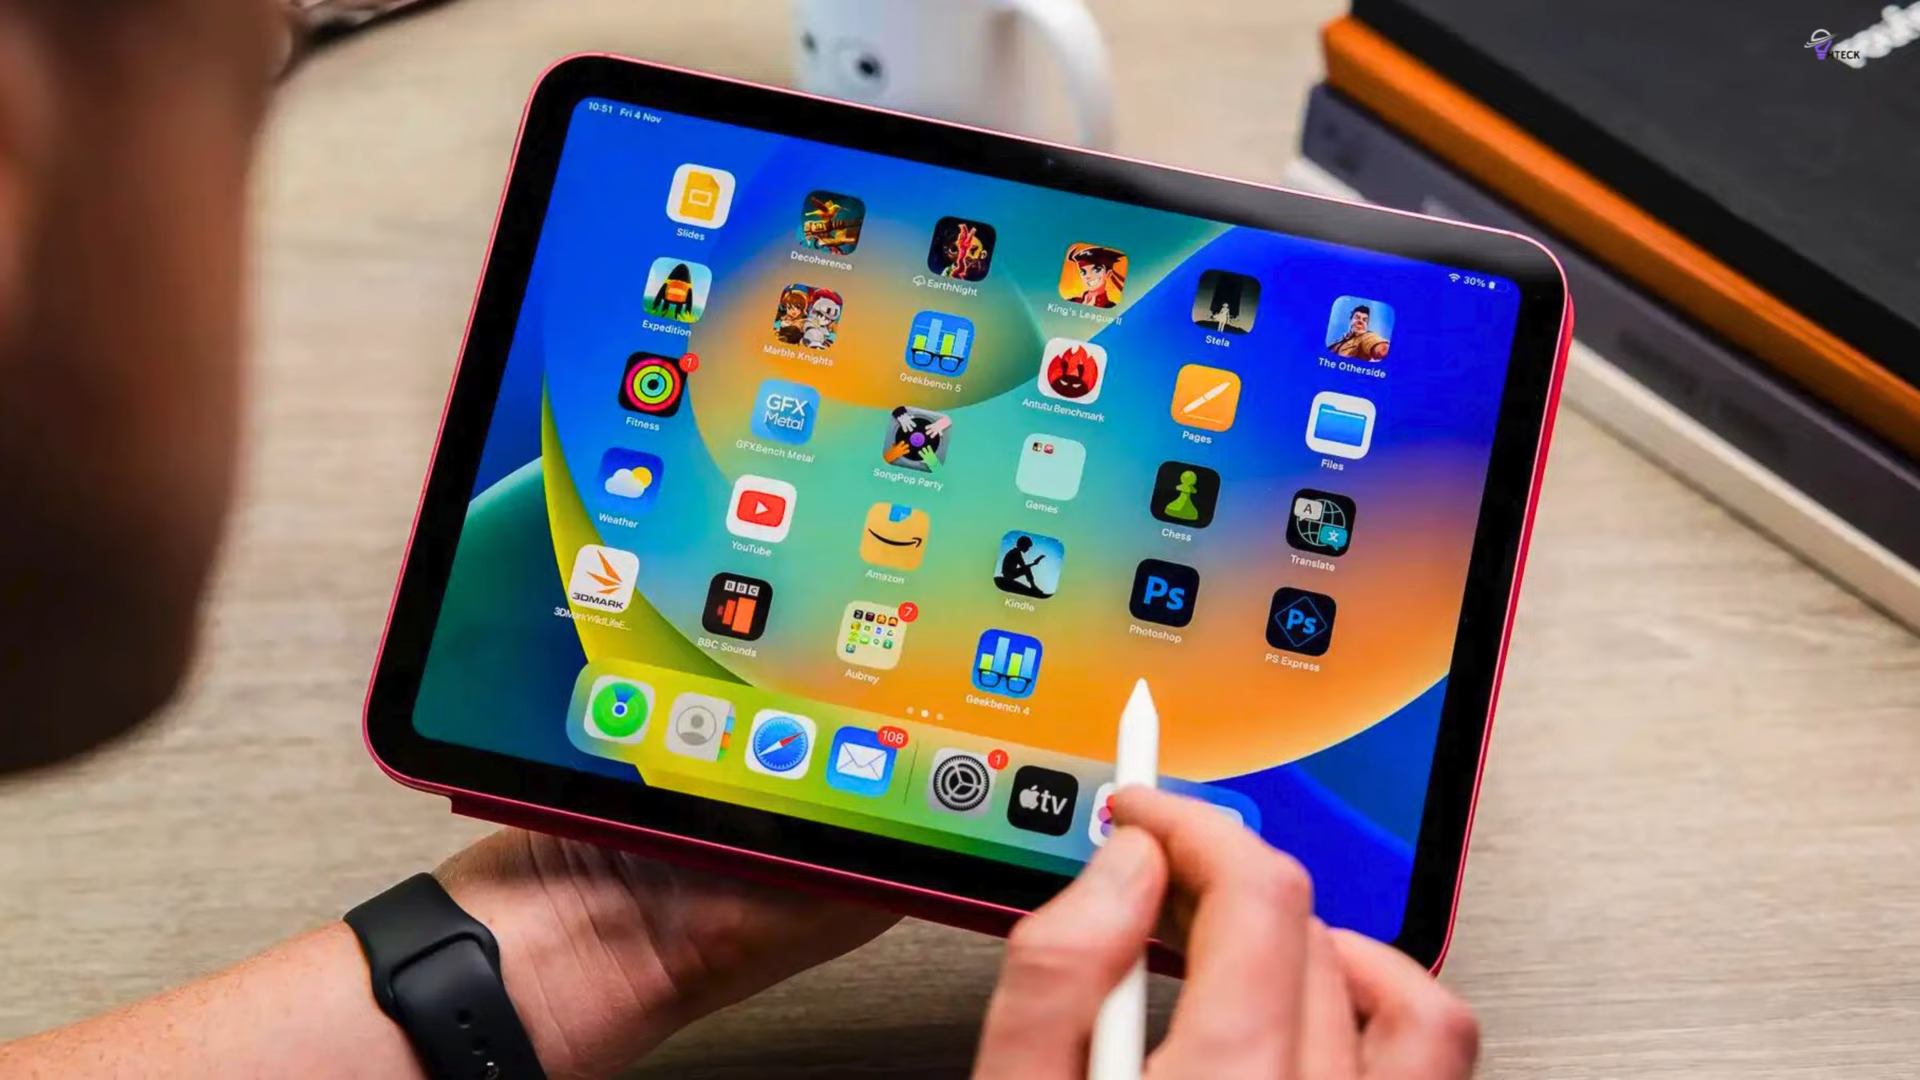 10:51 Fri 4 Nov
30%
Slides
Decoherence
EarthNight
King's League II
Stela
The Otherside
Expedition
Marble Knights
Geekbench 5
Antutu Benchmark
Pages
Files
1
Fitness
GFX
Metal
GFXBench Metal
SongPop Party
Games
Chess
A
文
Translate
Weather
YouTube
Amazon
Kindle
Ps
Photoshop
Ps
PS Express
3DMARK
3DMarkWildLifeE...
BBC
BBC Sounds
7
Aubrey
Geekbench 4
108
1
tv